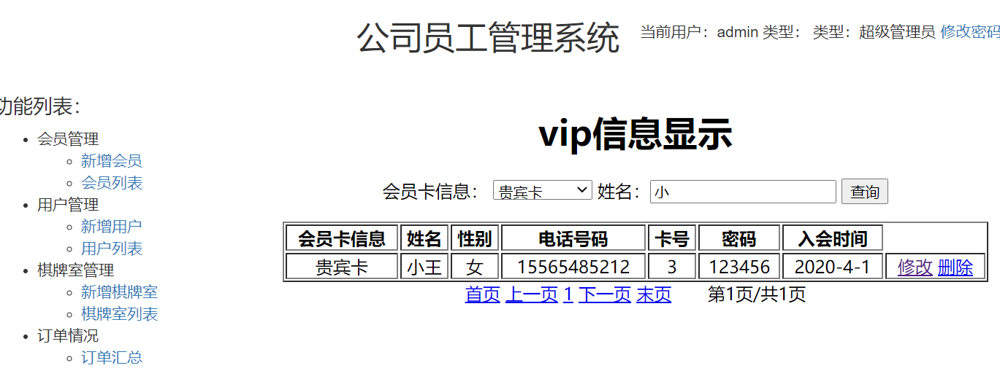 公司员工管理系统
当前用户：admin 类型： 类型：超级管理员 修改密码
功能列表：
会员管理
新增会员
会员列表
用户管理
新增用户
用户列表
棋牌室管理
新增棋牌室
棋牌室列表
订单情况
订单汇总
vip信息显示
会员卡信息： 贵宾卡 姓名： 小 查询
会员卡信息 姓名 性别 电话号码 卡号 密码 入会时间
贵宾卡 小王 女 15565485212 3 123456 2020-4-1 修改 删除
首页 上一页 1 下一页 末页 第1页/共1页